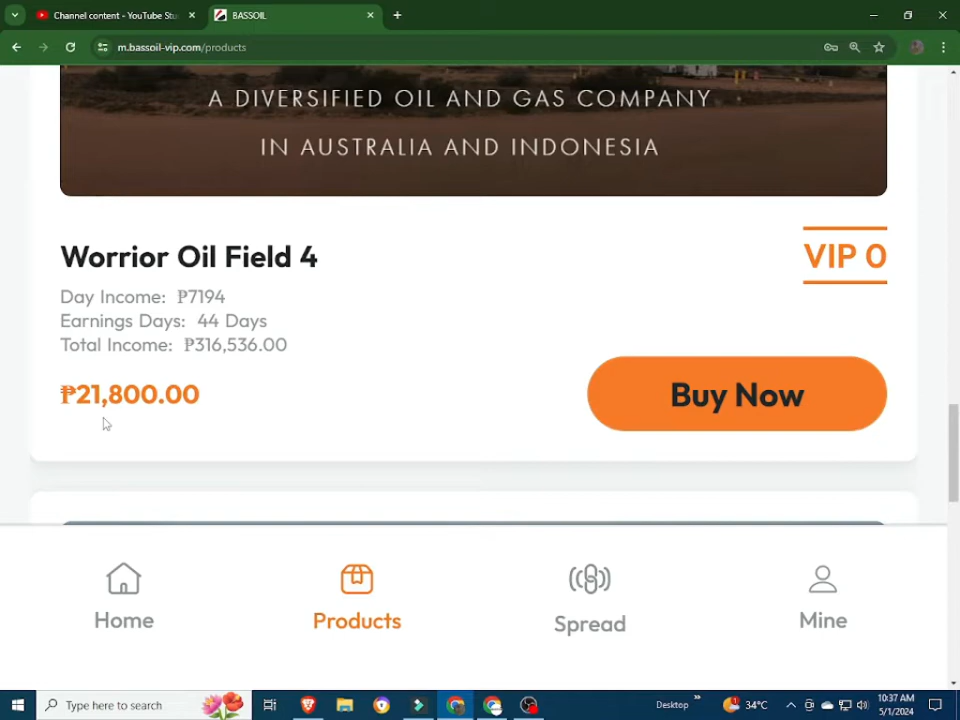 Channel content - YouTube Stu
BASSOIL
m.bassoil-vip.com/products
A DIVERSIFIED OIL AND GAS COMPANY
IN AUSTRALIA AND INDONESIA
Worrior Oil Field 4
VIP 0
Day Income: ₱7194
Earnings Days: 44 Days
Total Income: ₱316,536.00
₱21,800.00
Buy Now
Home
Products
Spread
Mine
Type here to search
Desktop
34°C
10:37 AM
5/1/2024